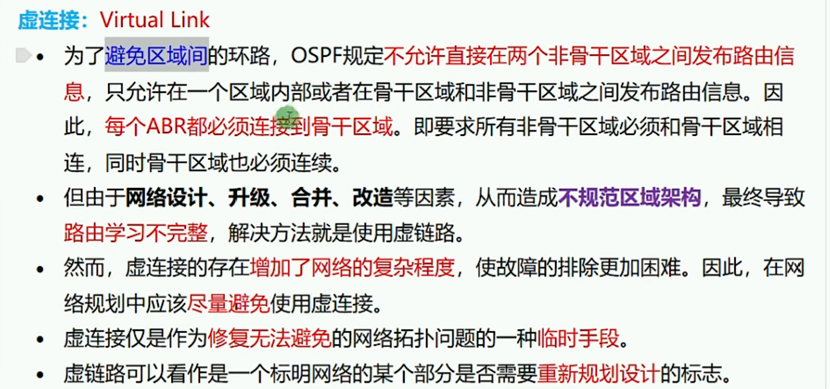 虚连接：Virtual Link
• 为了避免区域间的环路，OSPF规定不允许直接在两个非骨干区域之间发布路由信
息，只允许在一个区域内部或者在骨干区域和非骨干区域之间发布路由信息。因
此，每个ABR都必须连接到骨干区域。即要求所有非骨干区域必须和骨干区域相
连，同时骨干区域也必须连续。
• 但由于网络设计、升级、合并、改造等因素，从而造成不规范区域架构，最终导致
路由学习不完整，解决方法就是使用虚链路。
• 然而，虚连接的存在增加了网络的复杂程度，使故障的排除更加困难。因此，在网
络规划中应该尽量避免使用虚连接。
• 虚连接仅是作为修复无法避免的网络拓扑问题的一种临时手段。
• 虚链路可以看作是一个标明网络的某个部分是否需要重新规划设计的标志。